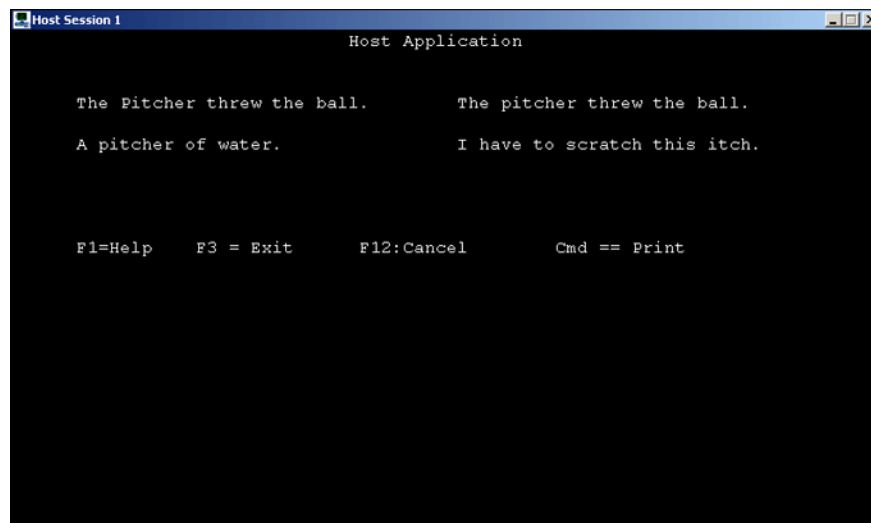 Host Session 1
Host Application
The Pitcher threw the ball. The pitcher threw the ball.
A pitcher of water. I have to scratch this itch.
F1=Help F3 = Exit F12:Cancel Cmd == Print